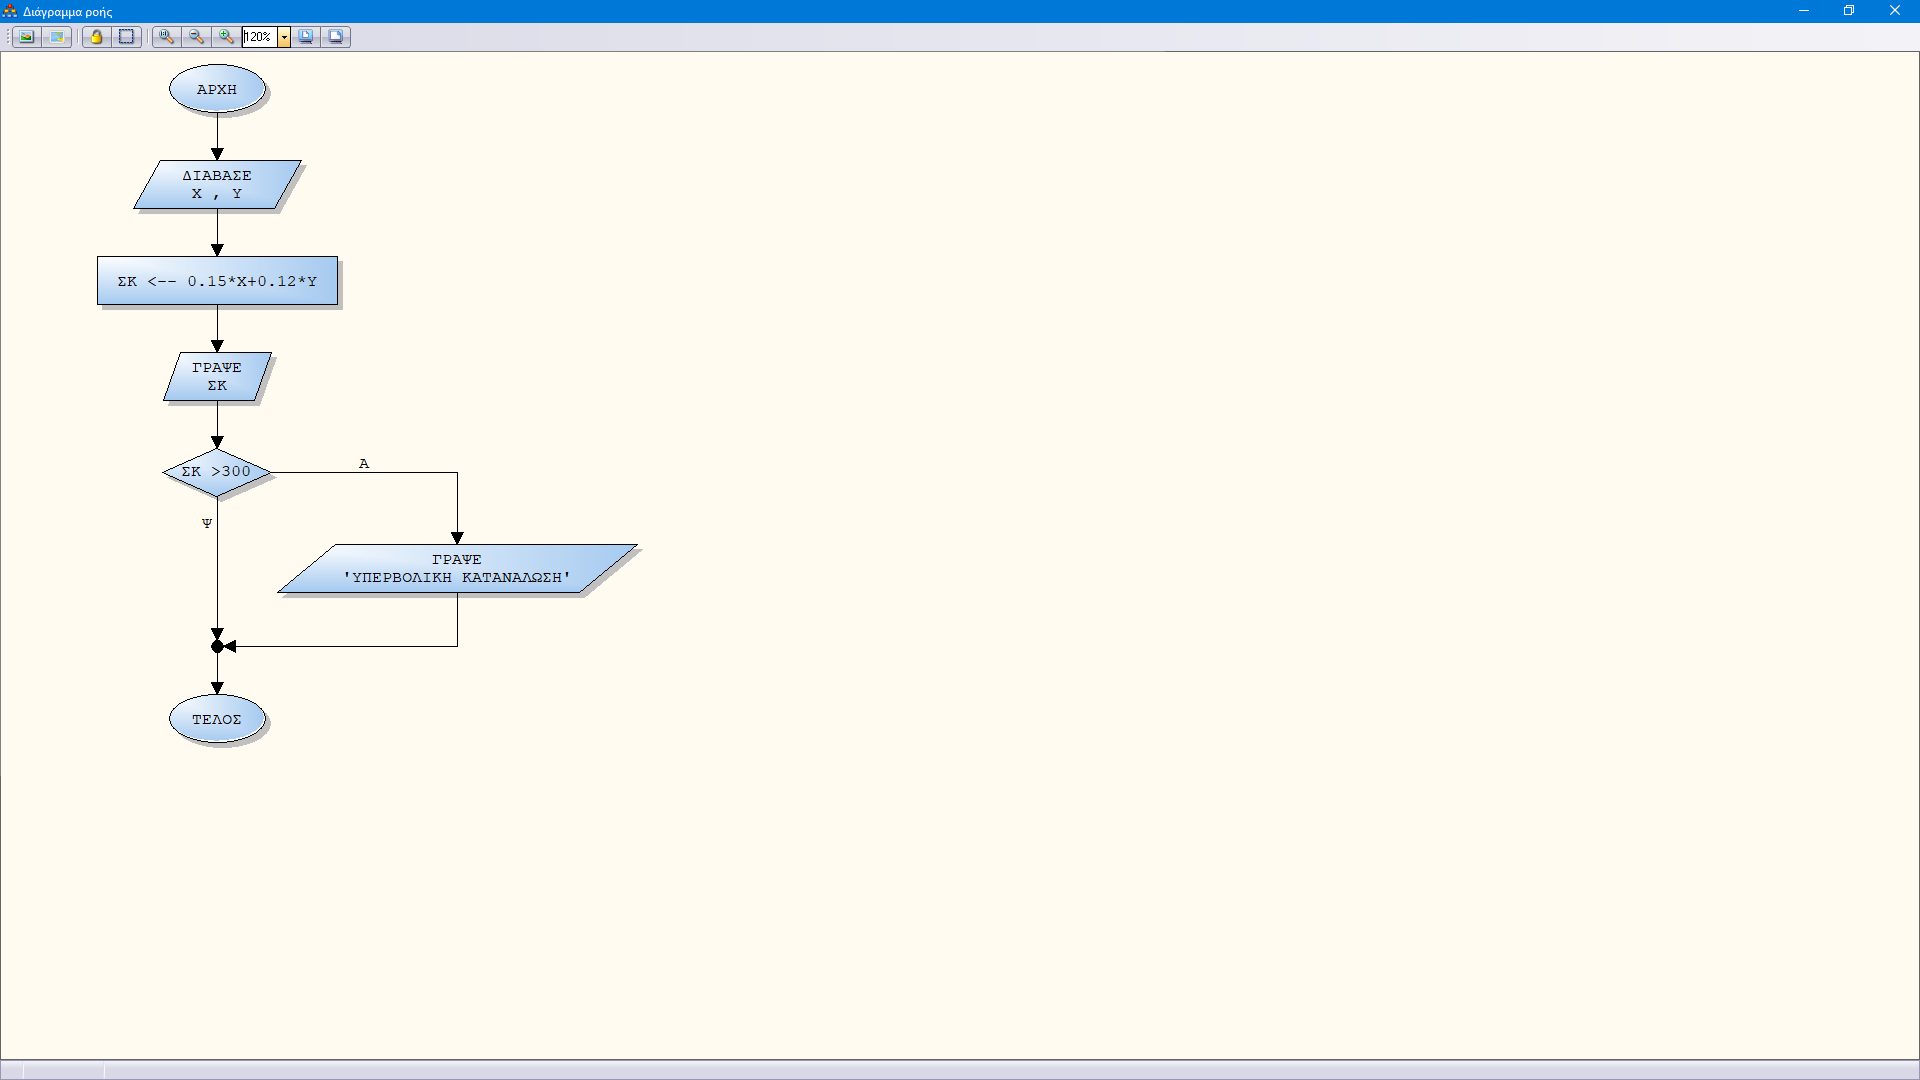 Διάγραμμα ροής
120%
ΑΡΧΗ
ΔΙΑΒΑΣΕ
Χ , Υ
ΣΚ <-- 0.15*Χ+0.12*Υ
ΓΡΑΨΕ
ΣΚ
ΣΚ >300
Α
Ψ
ΓΡΑΨΕ
'ΥΠΕΡΒΟΛΙΚΗ ΚΑΤΑΝΑΛΩΣΗ'
ΤΕΛΟΣ